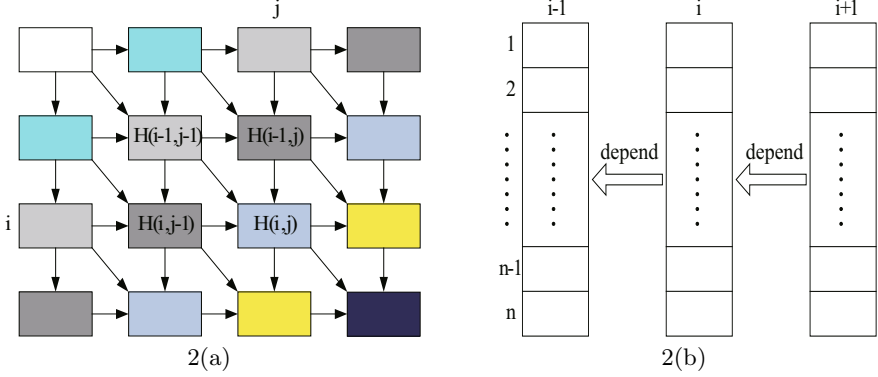 j
H(i-1,j-1) H(i-1,j)
i H(i,j-1) H(i,j)
2(a)
i-1 i i+1
1
2
depend depend
n-1
n
2(b)